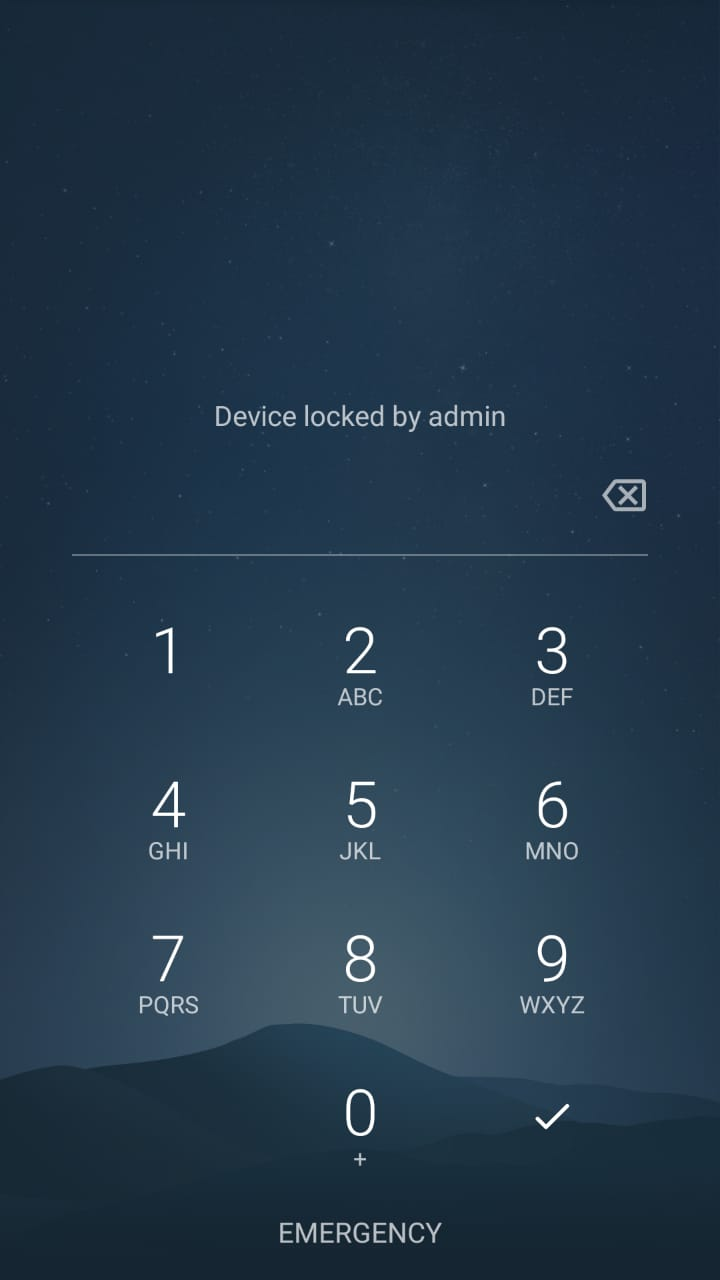 Device locked by admin
1
2
3
ABC
DEF
4
5
6
GHI
JKL
MNO
7
8
9
PQRS
TUV
WXYZ
0
+
EMERGENCY